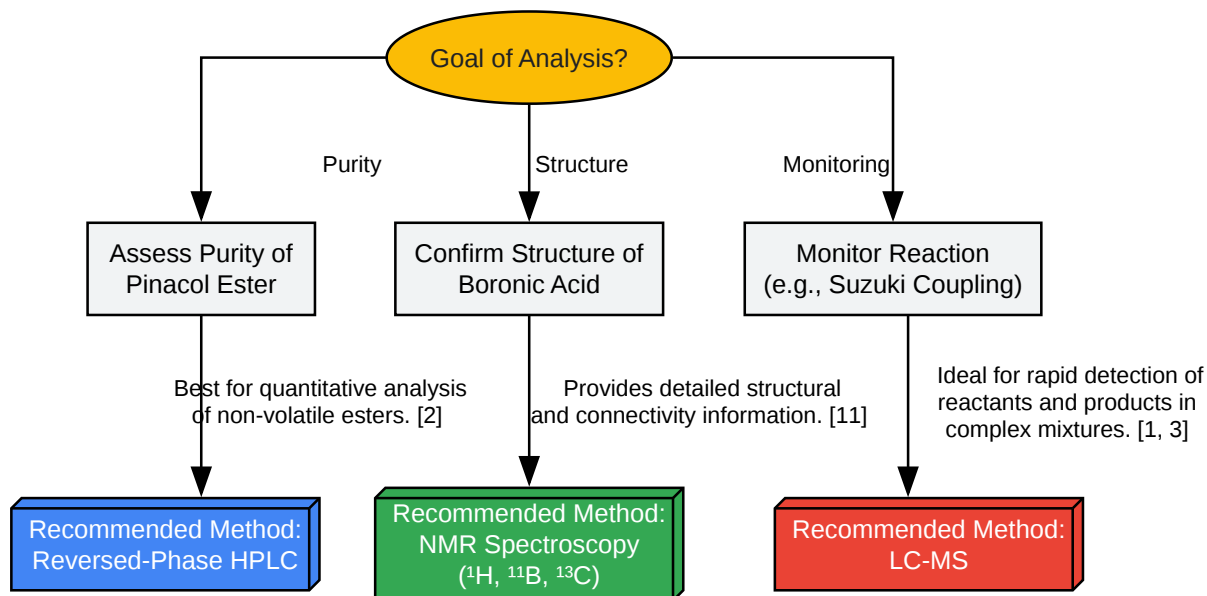 Goal of Analysis?
Purity
Structure
Monitoring
Assess Purity of
Pinacol Ester
Confirm Structure of
Boronic Acid
Monitor Reaction
(e.g., Suzuki Coupling)
Best for quantitative analysis
of non-volatile esters. [2]
Provides detailed structural
and connectivity information. [11]
Ideal for rapid detection of
reactants and products in
complex mixtures. [1, 3]
Recommended Method:
Reversed-Phase HPLC
Recommended Method:
NMR Spectroscopy
(¹H, ¹¹B, ¹³C)
Recommended Method:
LC-MS